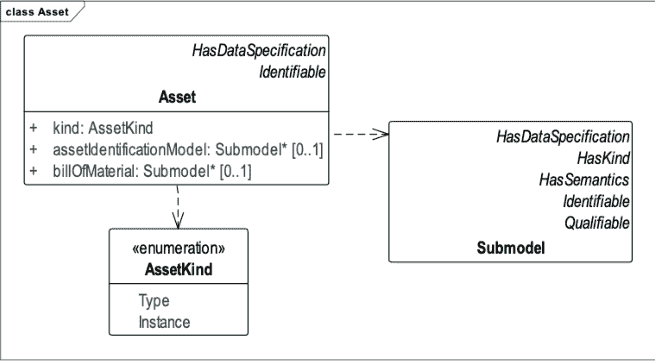 class Asset
HasDataSpecification
Identifiable
Asset
+ kind: AssetKind
+ assetIdentificationModel: Submodel* [0..1]
+ billOfMaterial: Submodel* [0..1]
HasDataSpecification
HasKind
HasSemantics
Identifiable
Qualifiable
Submodel
«enumeration»
AssetKind
Type
Instance